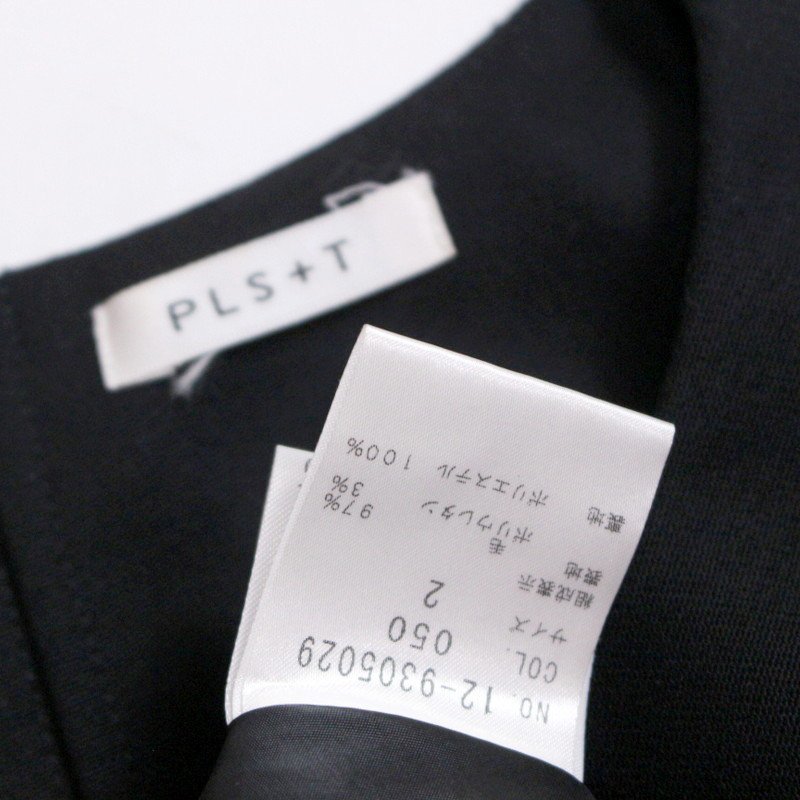 PLS+T
NO. 12-9305029
COL. 050
サイズ 2
組成表示
表地
毛 97%
ポリウレタン 3%
裏地
ポリエステル 100%